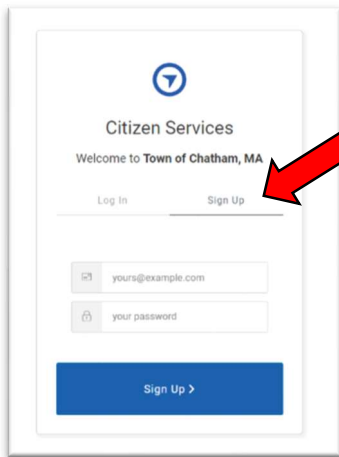 Citizen Services
Welcome to Town of Chatham, MA
Log In Sign Up
yours@example.com
your password
Sign Up >